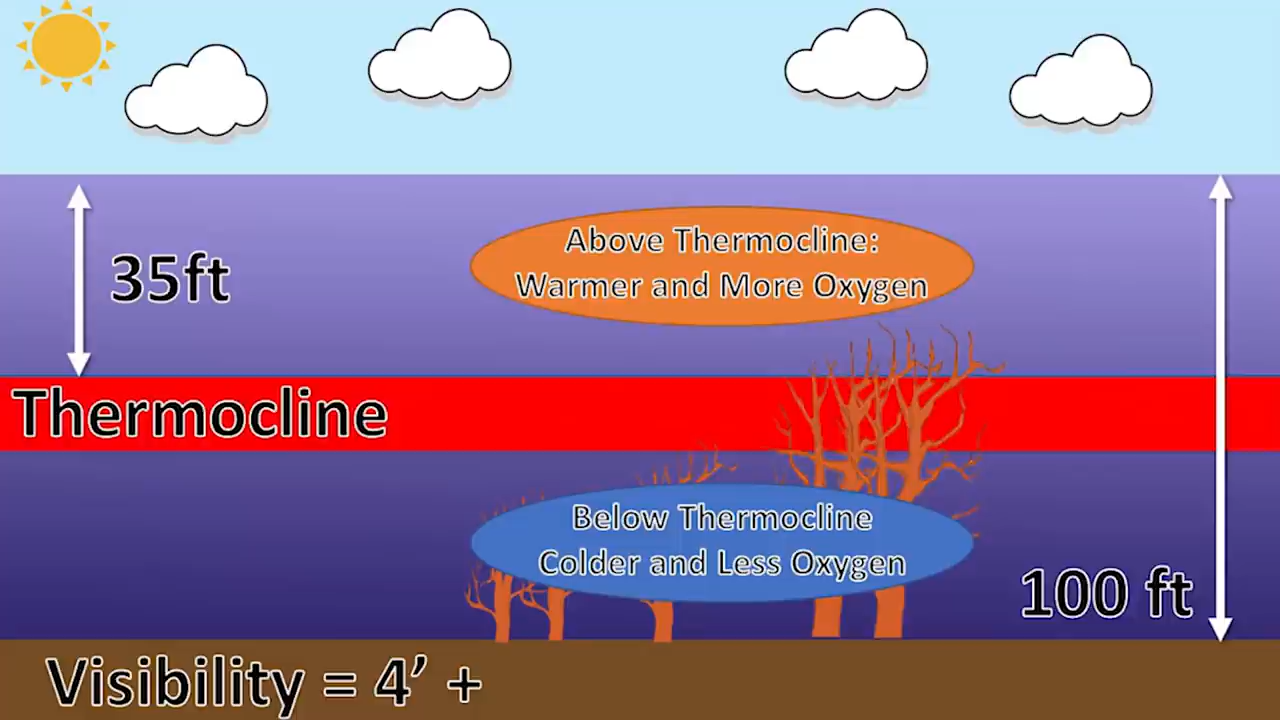 Above Thermocline:
Warmer and More Oxygen
35ft
Thermocline
Below Thermocline
Colder and Less Oxygen
100 ft
Visibility = 4’ +